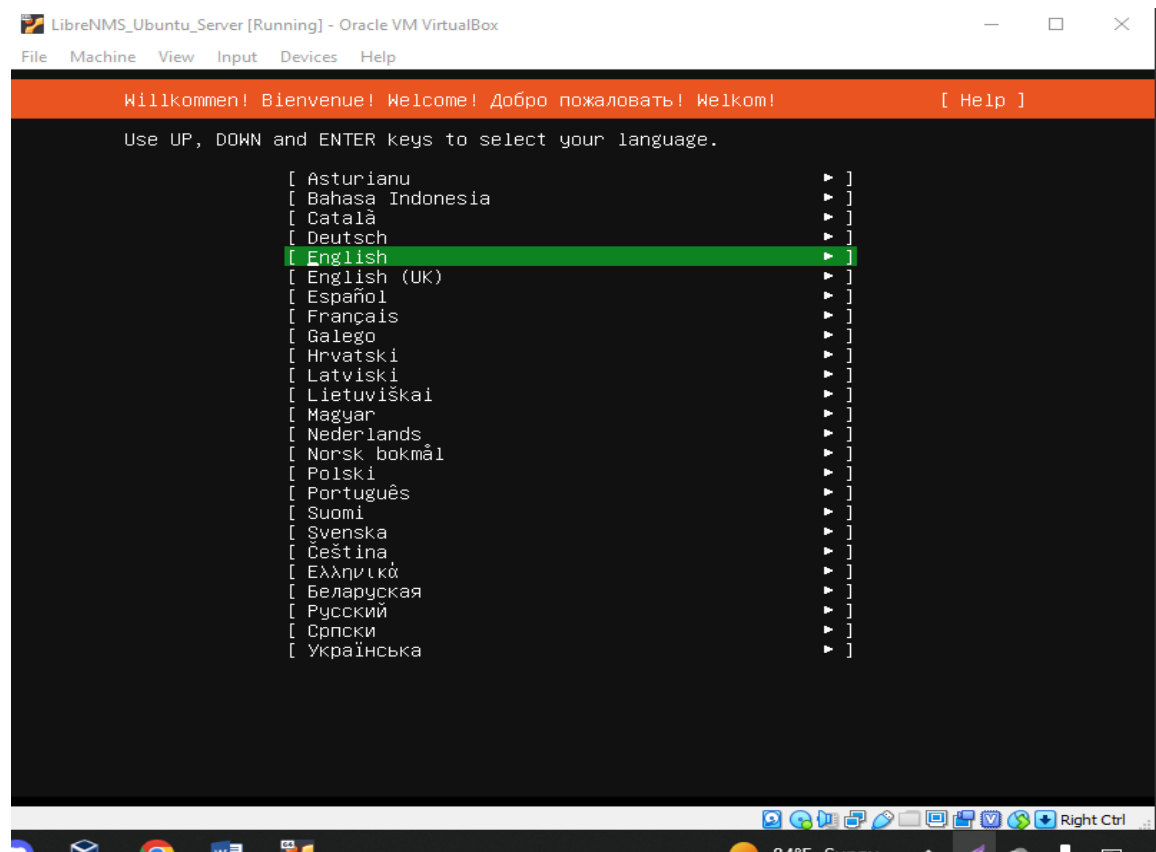 LibreNMS_Ubuntu_Server [Running] - Oracle VM VirtualBox
File Machine View Input Devices Help
Willkommen! Bienvenue! Welcome! Добро пожаловать! Welkom! [ Help ]
Use UP, DOWN and ENTER keys to select your language.
[ Asturianu ► ]
[ Bahasa Indonesia ► ]
[ Català ► ]
[ Deutsch ► ]
[ English ► ]
[ English (UK) ► ]
[ Español ► ]
[ Français ► ]
[ Galego ► ]
[ Hrvatski ► ]
[ Latviski ► ]
[ Lietuviškai ► ]
[ Magyar ► ]
[ Nederlands ► ]
[ Norsk bokmål ► ]
[ Polski ► ]
[ Português ► ]
[ Suomi ► ]
[ Svenska ► ]
[ Čeština ► ]
[ Ελληνικά ► ]
[ Беларуская ► ]
[ Русский ► ]
[ Српски ► ]
[ Українська ► ]
Right Ctrl